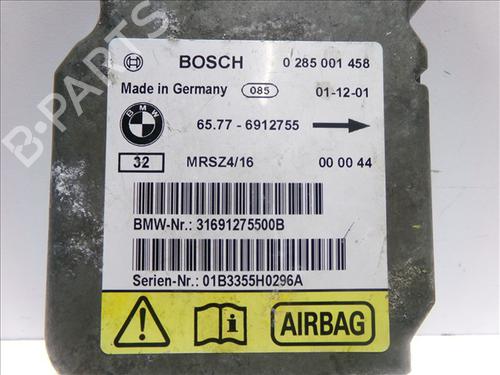 B-PARTS
BOSCH 0 285 001 458
Made in Germany 085 01-12-01
BMW 65.77 - 6912755
32 MRSZ4/16 00 00 44
BMW-Nr.: 31691275500B
Serien-Nr.: 01B3355H0296A
AIRBAG